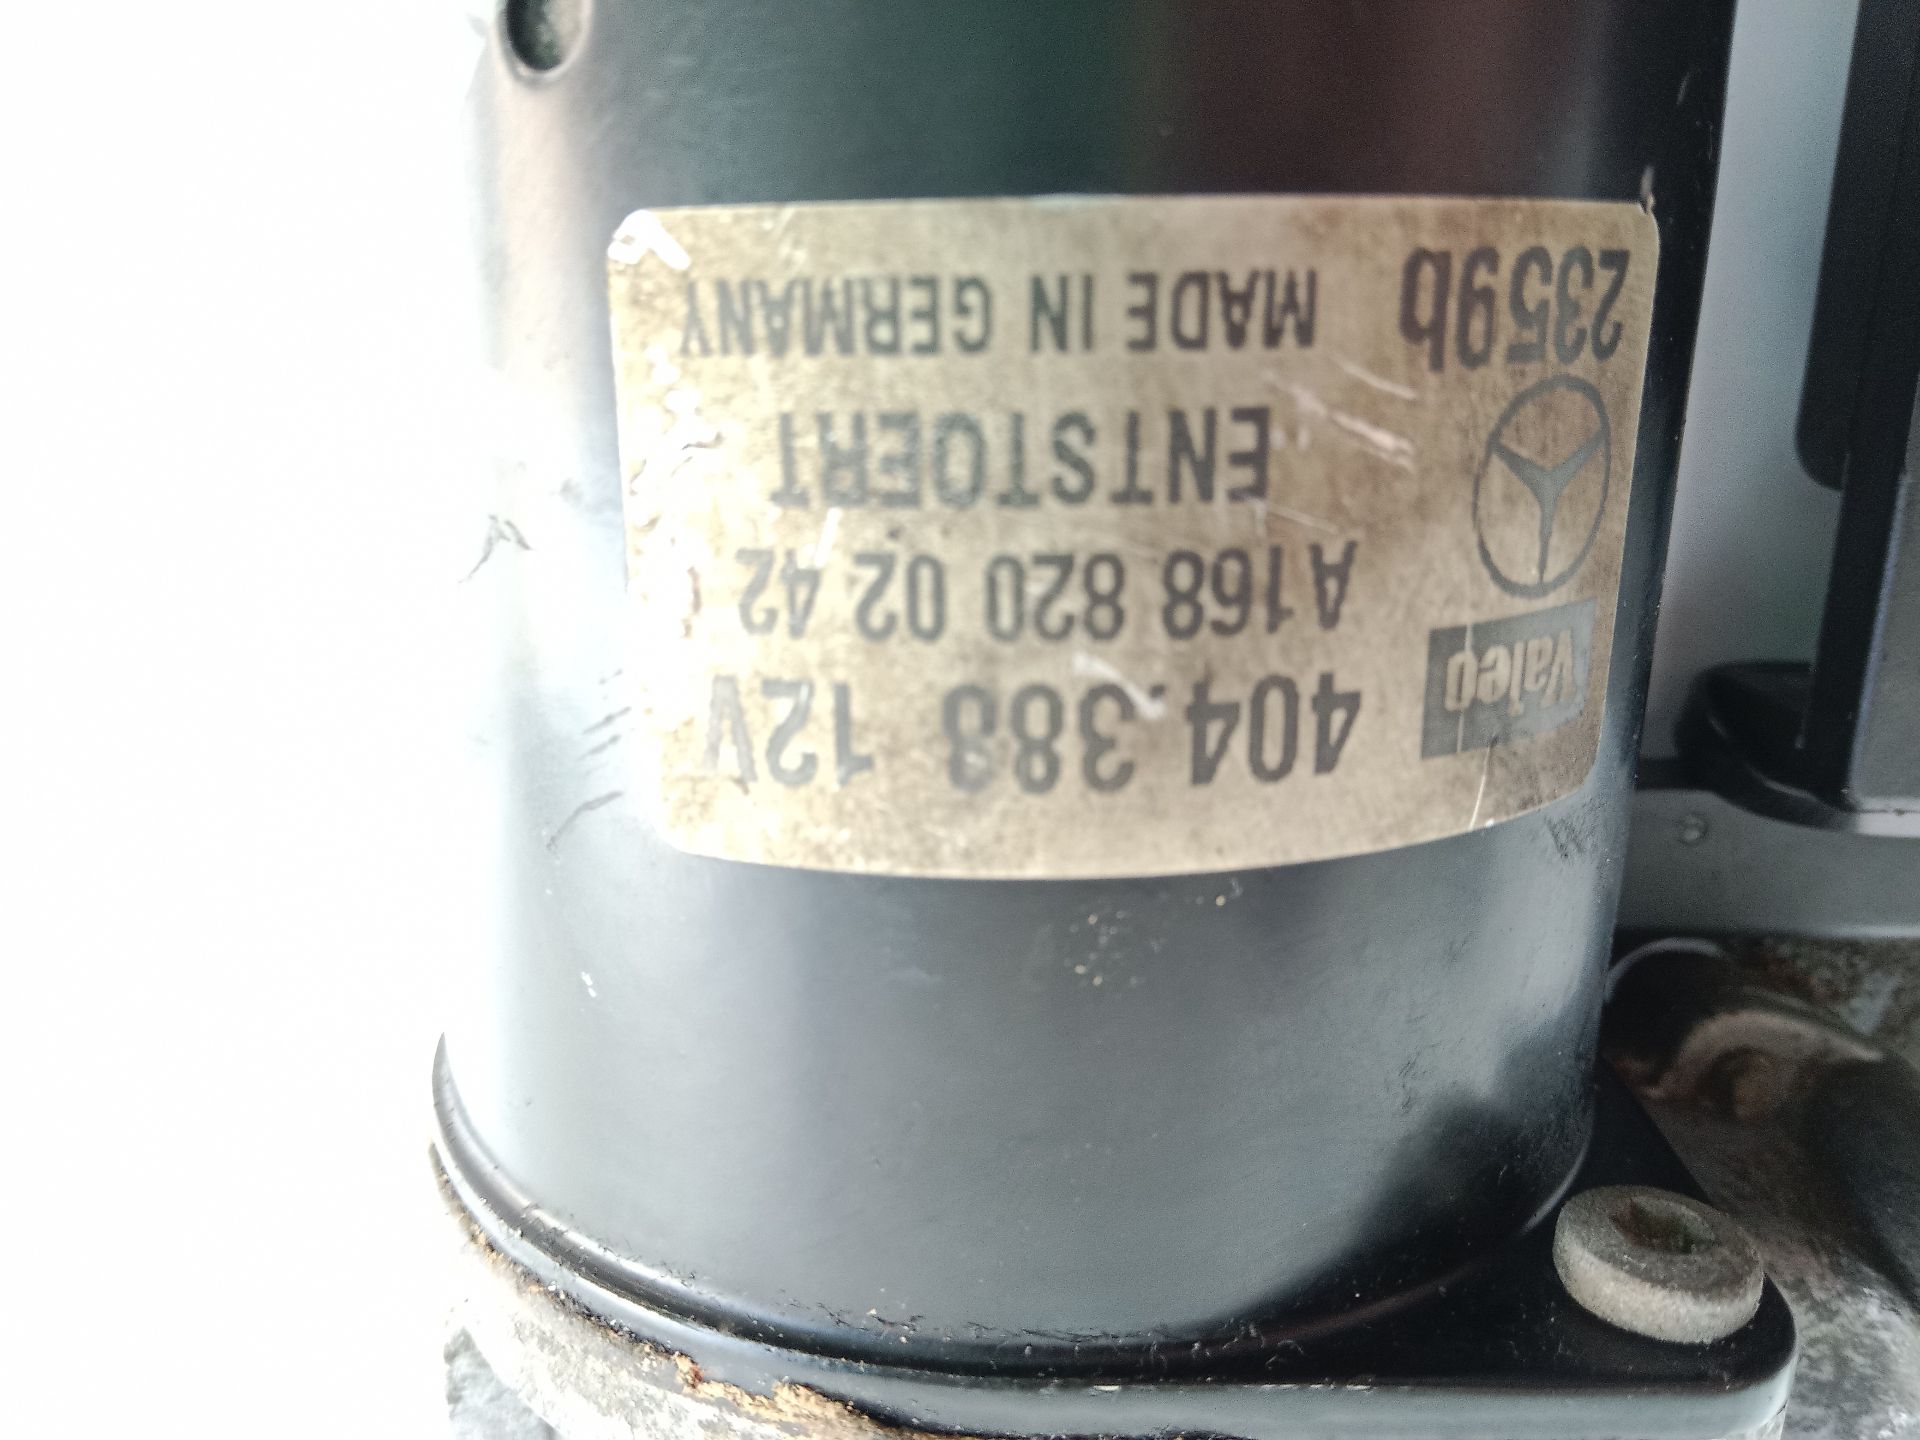 Valeo 404.383 12V
A168 820 02 42
ENTSTOERT
2359b MADE IN GERMANY